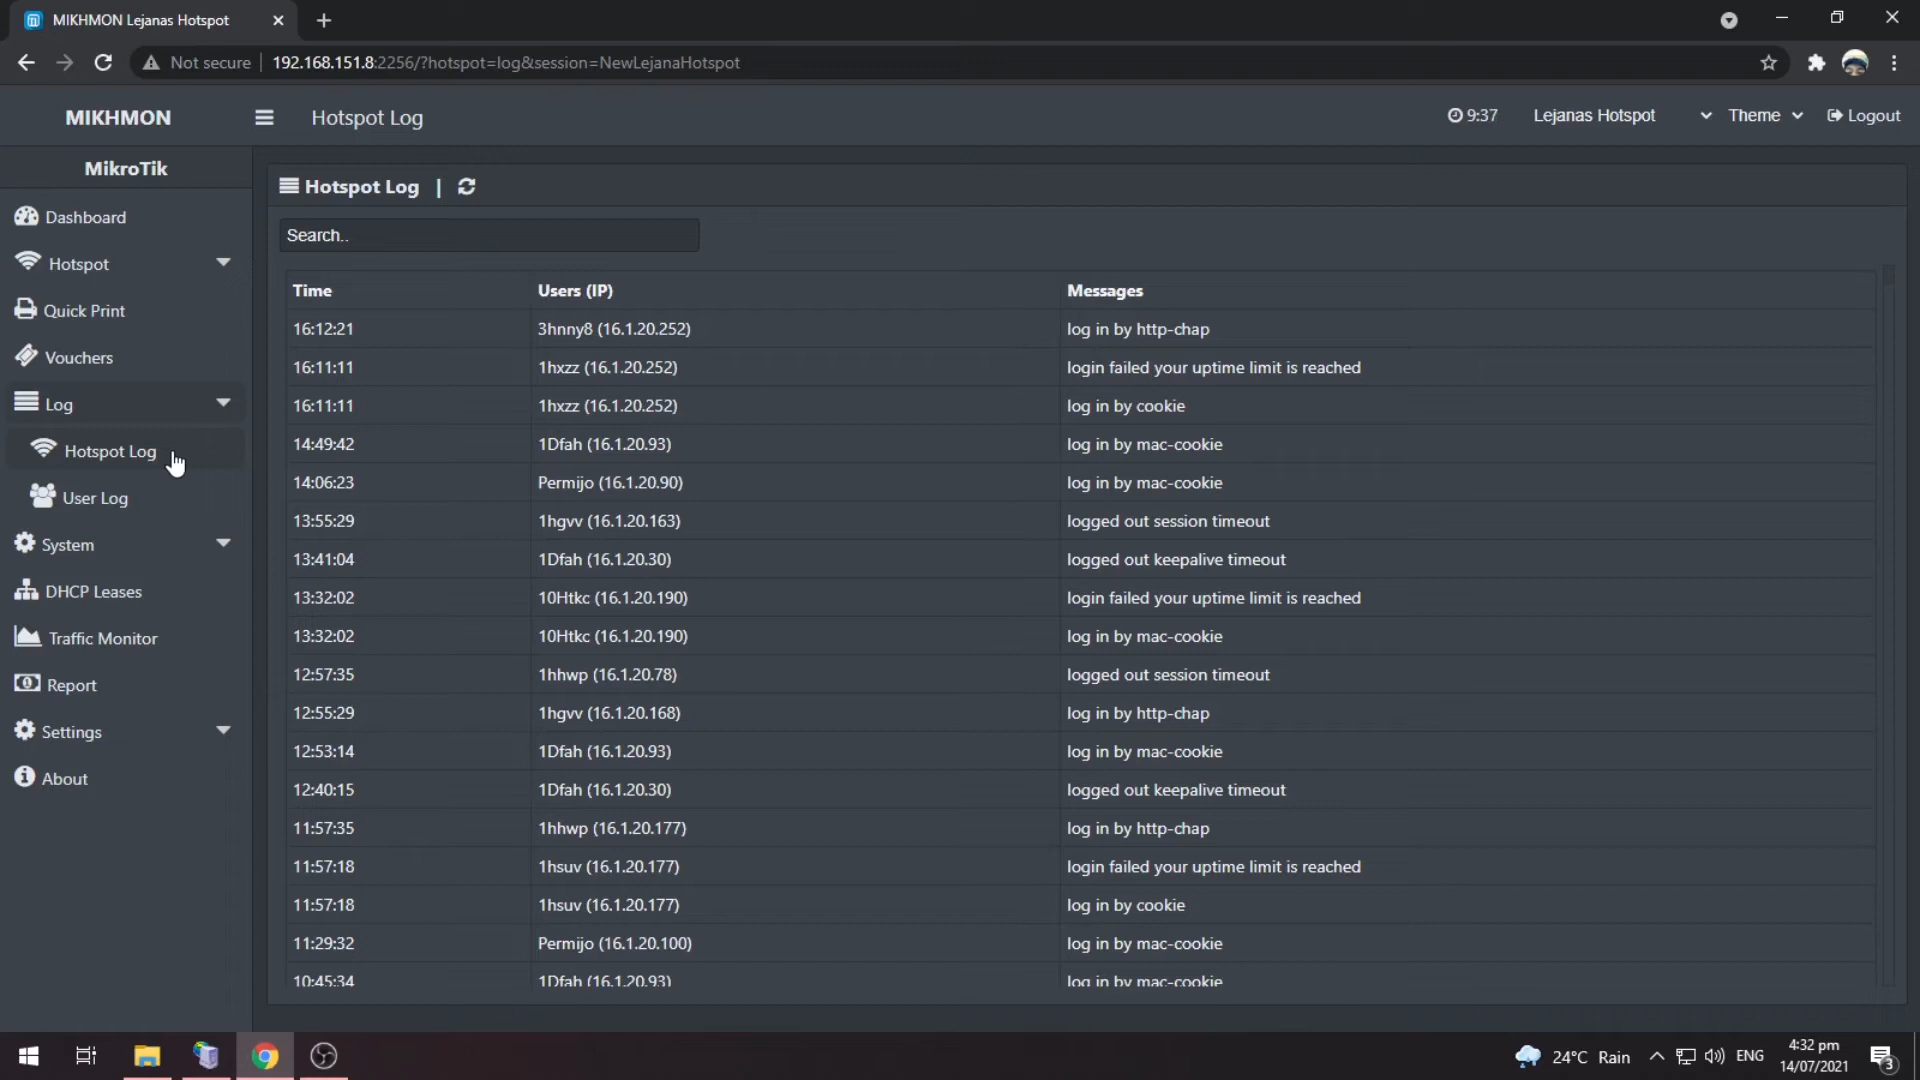 MIKHMON Lejanas Hotspot
Not secure 192.168.151.8:2256/?hotspot=log&session=NewLejanaHotspot
MIKHMON Hotspot Log 9:37 Lejanas Hotspot Theme Logout
MikroTik
Dashboard
Hotspot
Quick Print
Vouchers
Log
Hotspot Log
User Log
System
DHCP Leases
Traffic Monitor
Report
Settings
About
Hotspot Log |
Search..
Time Users (IP) Messages
16:12:21 3hnny8 (16.1.20.252) log in by http-chap
16:11:11 1hxzz (16.1.20.252) login failed your uptime limit is reached
16:11:11 1hxzz (16.1.20.252) log in by cookie
14:49:42 1Dfah (16.1.20.93) log in by mac-cookie
14:06:23 Permijo (16.1.20.90) log in by mac-cookie
13:55:29 1hgvv (16.1.20.163) logged out session timeout
13:41:04 1Dfah (16.1.20.30) logged out keepalive timeout
13:32:02 10Htkc (16.1.20.190) login failed your uptime limit is reached
13:32:02 10Htkc (16.1.20.190) log in by mac-cookie
12:57:35 1hhwp (16.1.20.78) logged out session timeout
12:55:29 1hgvv (16.1.20.168) log in by http-chap
12:53:14 1Dfah (16.1.20.93) log in by mac-cookie
12:40:15 1Dfah (16.1.20.30) logged out keepalive timeout
11:57:35 1hhwp (16.1.20.177) log in by http-chap
11:57:18 1hsuv (16.1.20.177) login failed your uptime limit is reached
11:57:18 1hsuv (16.1.20.177) log in by cookie
11:29:32 Permijo (16.1.20.100) log in by mac-cookie
10:45:34 1Dfah (16.1.20.93) log in by mac-cookie
24°C Rain ENG 4:32 pm
14/07/2021
3